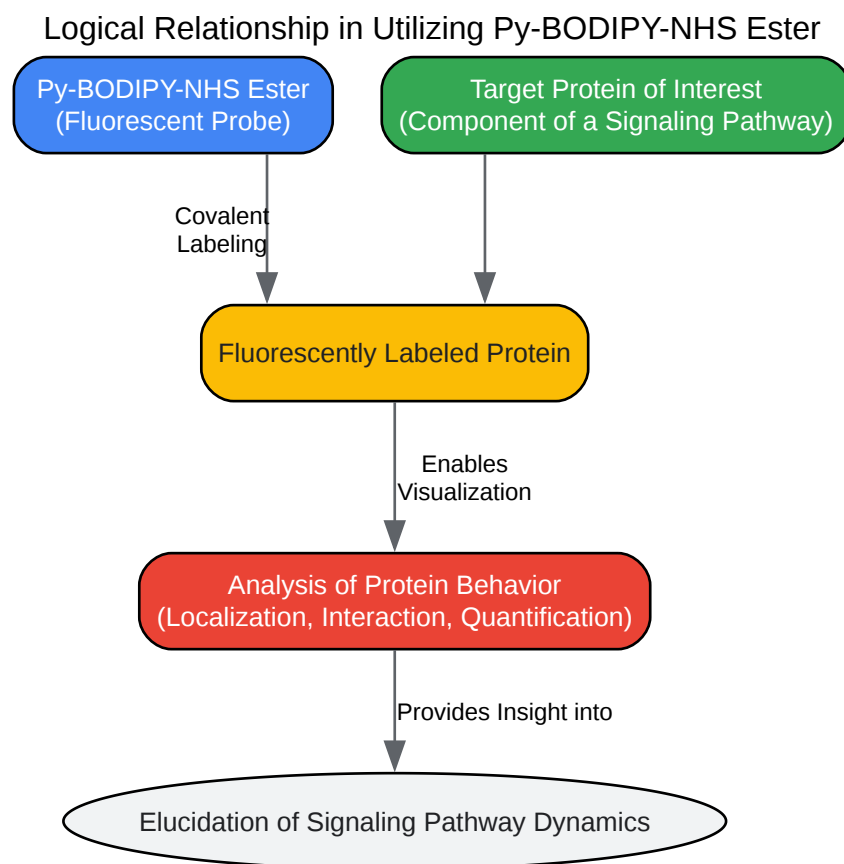 Logical Relationship in Utilizing Py-BODIPY-NHS Ester
Py-BODIPY-NHS Ester
(Fluorescent Probe)
Target Protein of Interest
(Component of a Signaling Pathway)
Covalent
Labeling
Fluorescently Labeled Protein
Enables
Visualization
Analysis of Protein Behavior
(Localization, Interaction, Quantification)
Provides Insight into
Elucidation of Signaling Pathway Dynamics